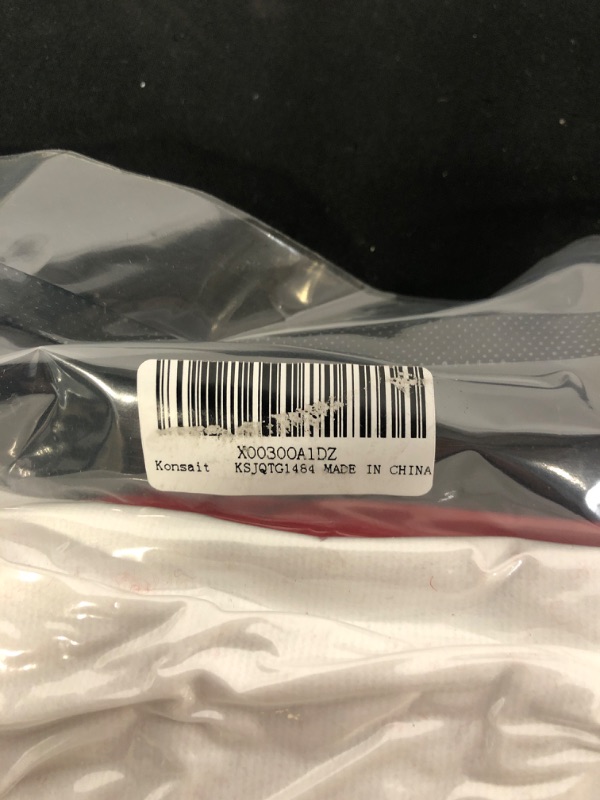 X00300A1DZ
Konsait KSJQTG1484 MADE IN CHINA